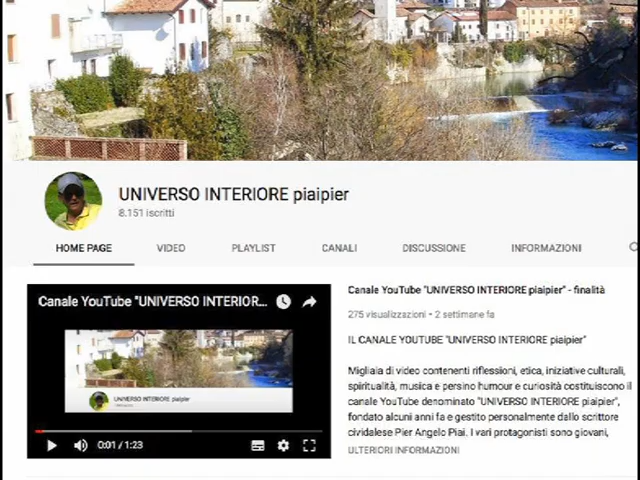 UNIVERSO INTERIORE piaipier
8.151 iscritti
HOME PAGE VIDEO PLAYLIST CANALI DISCUSSIONE INFORMAZIONI
Canale YouTube "UNIVERSO INTERIOR...
UNIVERSO INTERIORE piaipier
0:01 / 1:23
Canale YouTube "UNIVERSO INTERIORE piaipier" - finalità
275 visualizzazioni • 2 settimane fa
IL CANALE YOUTUBE "UNIVERSO INTERIORE piaipier"
Migliaia di video contenenti riflessioni, etica, iniziative culturali,
spiritualità, musica e persino humour e curiosità costituiscono il
canale YouTube denominato "UNIVERSO INTERIORE piaipier",
fondato alcuni anni fa e gestito personalmente dallo scrittore
cividalese Pier Angelo Piai. I vari protagonisti sono giovani,
ULTERIORI INFORMAZIONI